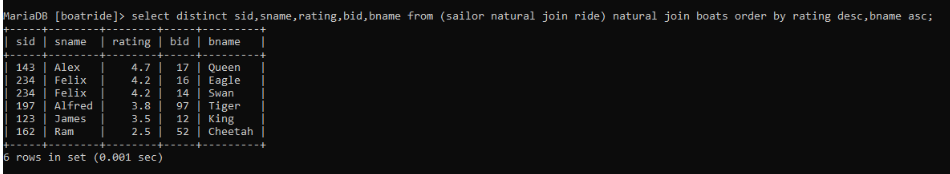 MariaDB [boatride]> select distinct sid,sname,rating,bid,bname from (sailor natural join ride) natural join boats order by rating desc,bname asc;
+-----+--------+--------+-----+---------+
| sid | sname  | rating | bid | bname   |
+-----+--------+--------+-----+---------+
| 143 | Alex   |    4.7 |  17 | Queen   |
| 234 | Felix  |    4.2 |  16 | Eagle   |
| 234 | Felix  |    4.2 |  14 | Swan    |
| 197 | Alfred |    3.8 |  97 | Tiger   |
| 123 | James  |    3.5 |  12 | King    |
| 162 | Ram    |    2.5 |  52 | Cheetah |
+-----+--------+--------+-----+---------+
6 rows in set (0.001 sec)